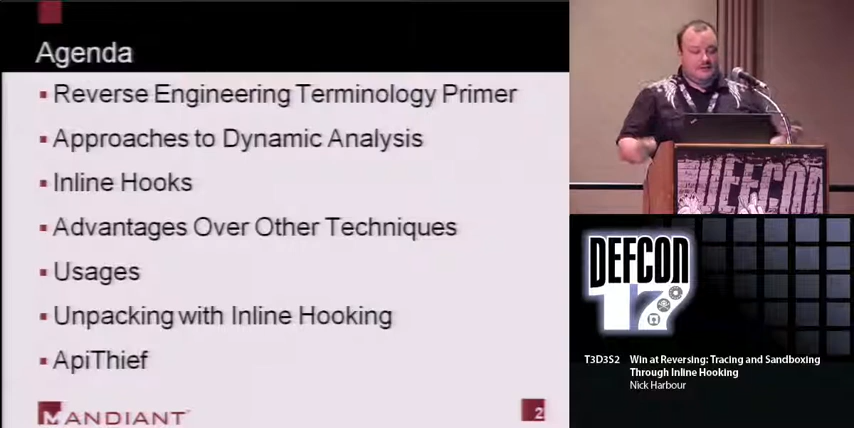 Agenda
▪ Reverse Engineering Terminology Primer
▪ Approaches to Dynamic Analysis
▪ Inline Hooks
▪ Advantages Over Other Techniques
▪ Usages
▪ Unpacking with Inline Hooking
▪ ApiThief
MANDIANT
2
DEFCON
DEFCON
17
T3D3S2 Win at Reversing: Tracing and Sandboxing
Through Inline Hooking
Nick Harbour